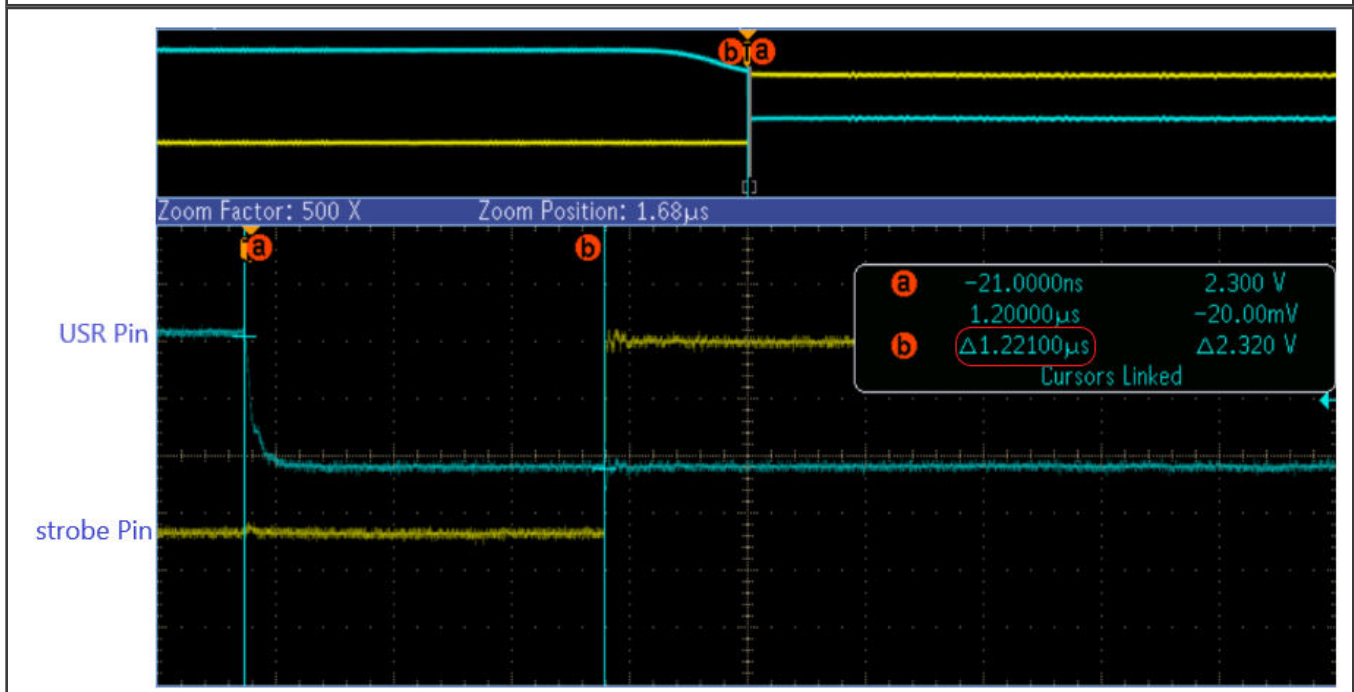 b T a
Zoom Factor: 500 X Zoom Position: 1.68µs
a b
a -21.0000ns 2.300 V
1.20000µs -20.00mV
b Δ1.22100µs Δ2.320 V
Cursors Linked
USR Pin
strobe Pin